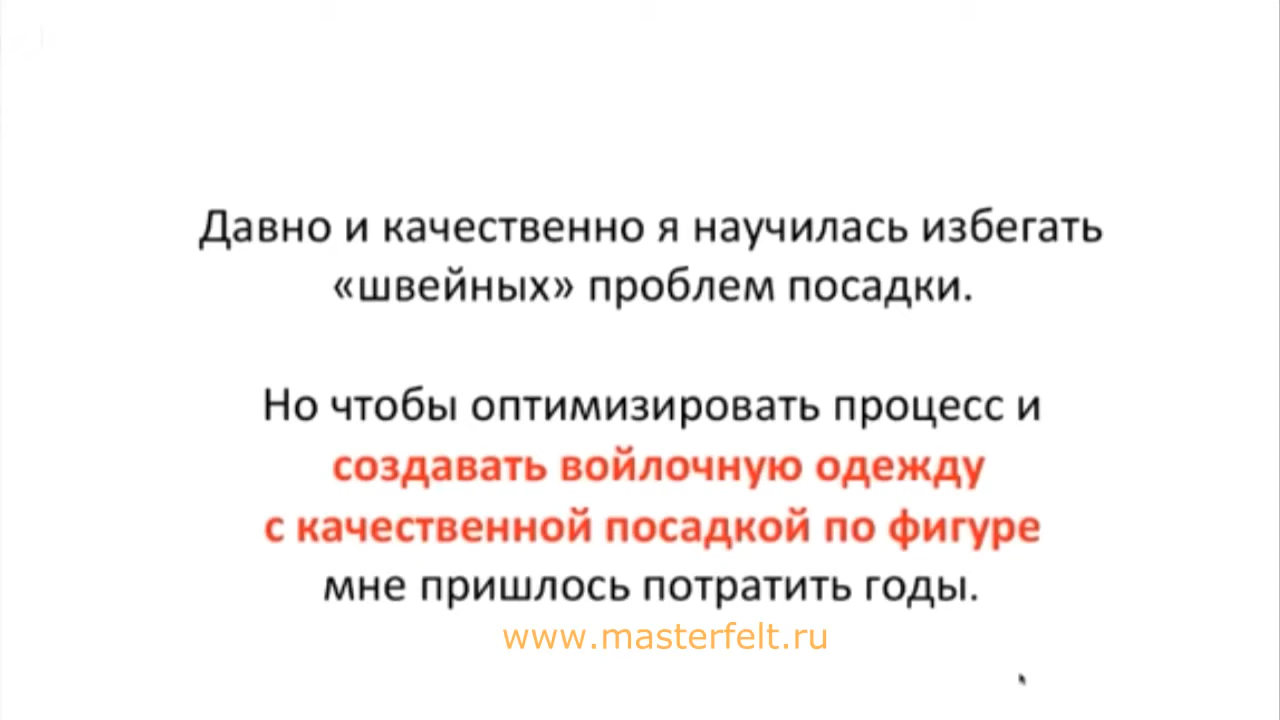 Давно и качественно я научилась избегать
«швейных» проблем посадки.
Но чтобы оптимизировать процесс и
создавать войлочную одежду
с качественной посадкой по фигуре
мне пришлось потратить годы.
www.masterfelt.ru